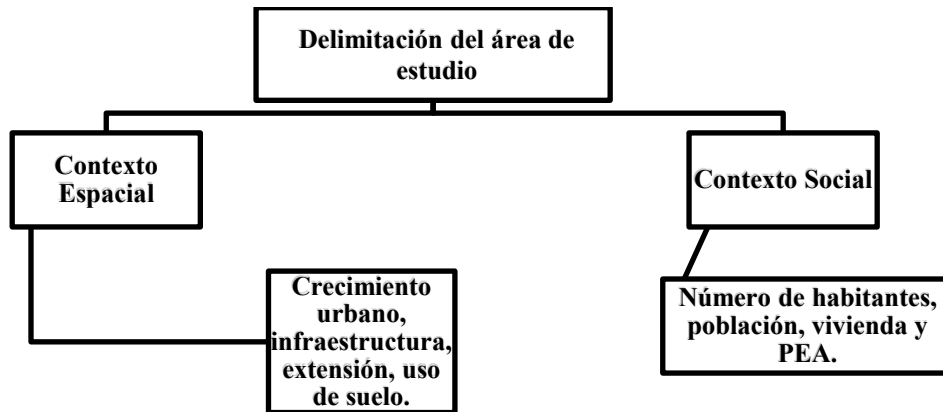 Delimitación del área de
estudio
Contexto
Espacial
Contexto Social
Crecimiento
urbano,
infraestructura,
extensión, uso
de suelo.
Número de habitantes,
población, vivienda y
PEA.